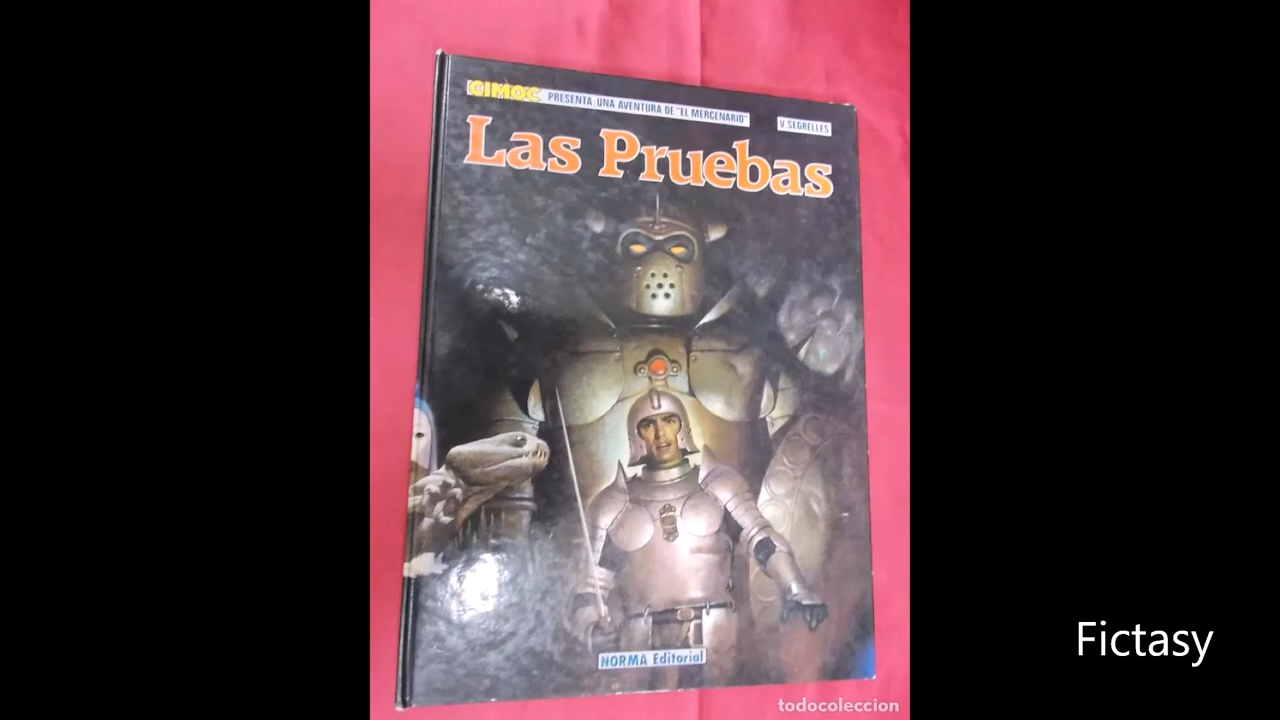 CIMOC PRESENTA: UNA AVENTURA DE "EL MERCENARIO"
V. SEGRELLES
Las Pruebas
NORMA Editorial
Fictasy
todocoleccion